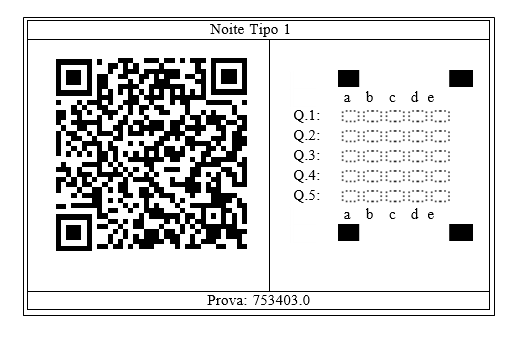 Noite Tipo 1
a b c d e
Q.1:
Q.2:
Q.3:
Q.4:
Q.5:
a b c d e
Prova: 753403.0